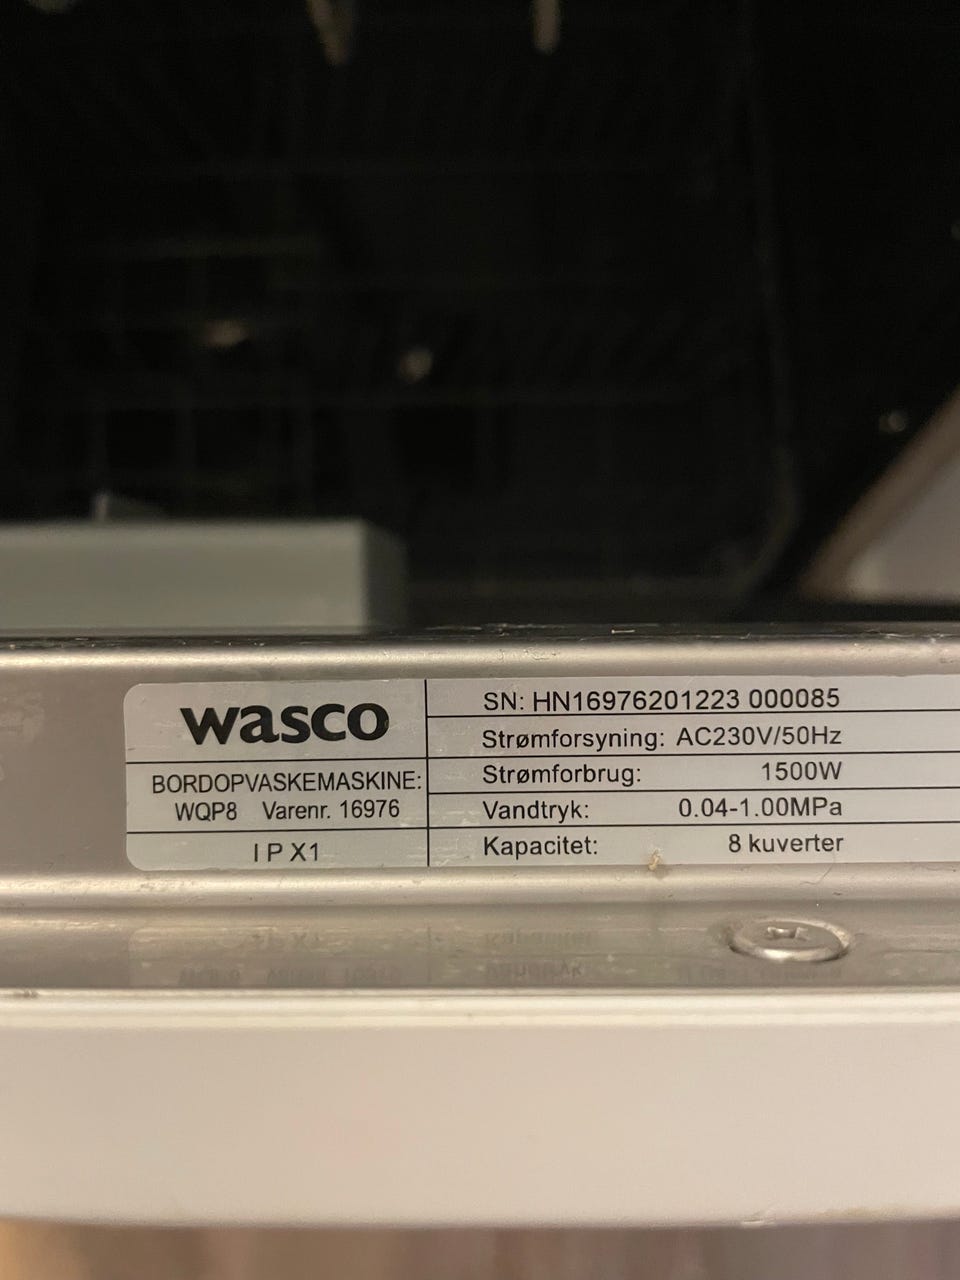 wasco
BORDOPVASKEMASKINE:
WQP8 Varenr. 16976
IPX1
SN: HN16976201223 000085
Strømforsyning: AC230V/50Hz
Strømforbrug: 1500W
Vandtryk: 0.04-1.00MPa
Kapacitet: 8 kuverter